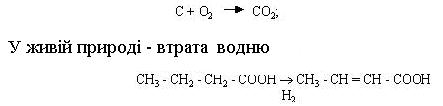 C + O₂ → CO₂;
У живій природі - втрата водню
CH₃ - CH₂ - CH₂ - COOH → CH₃ - CH = CH - COOH
H₂